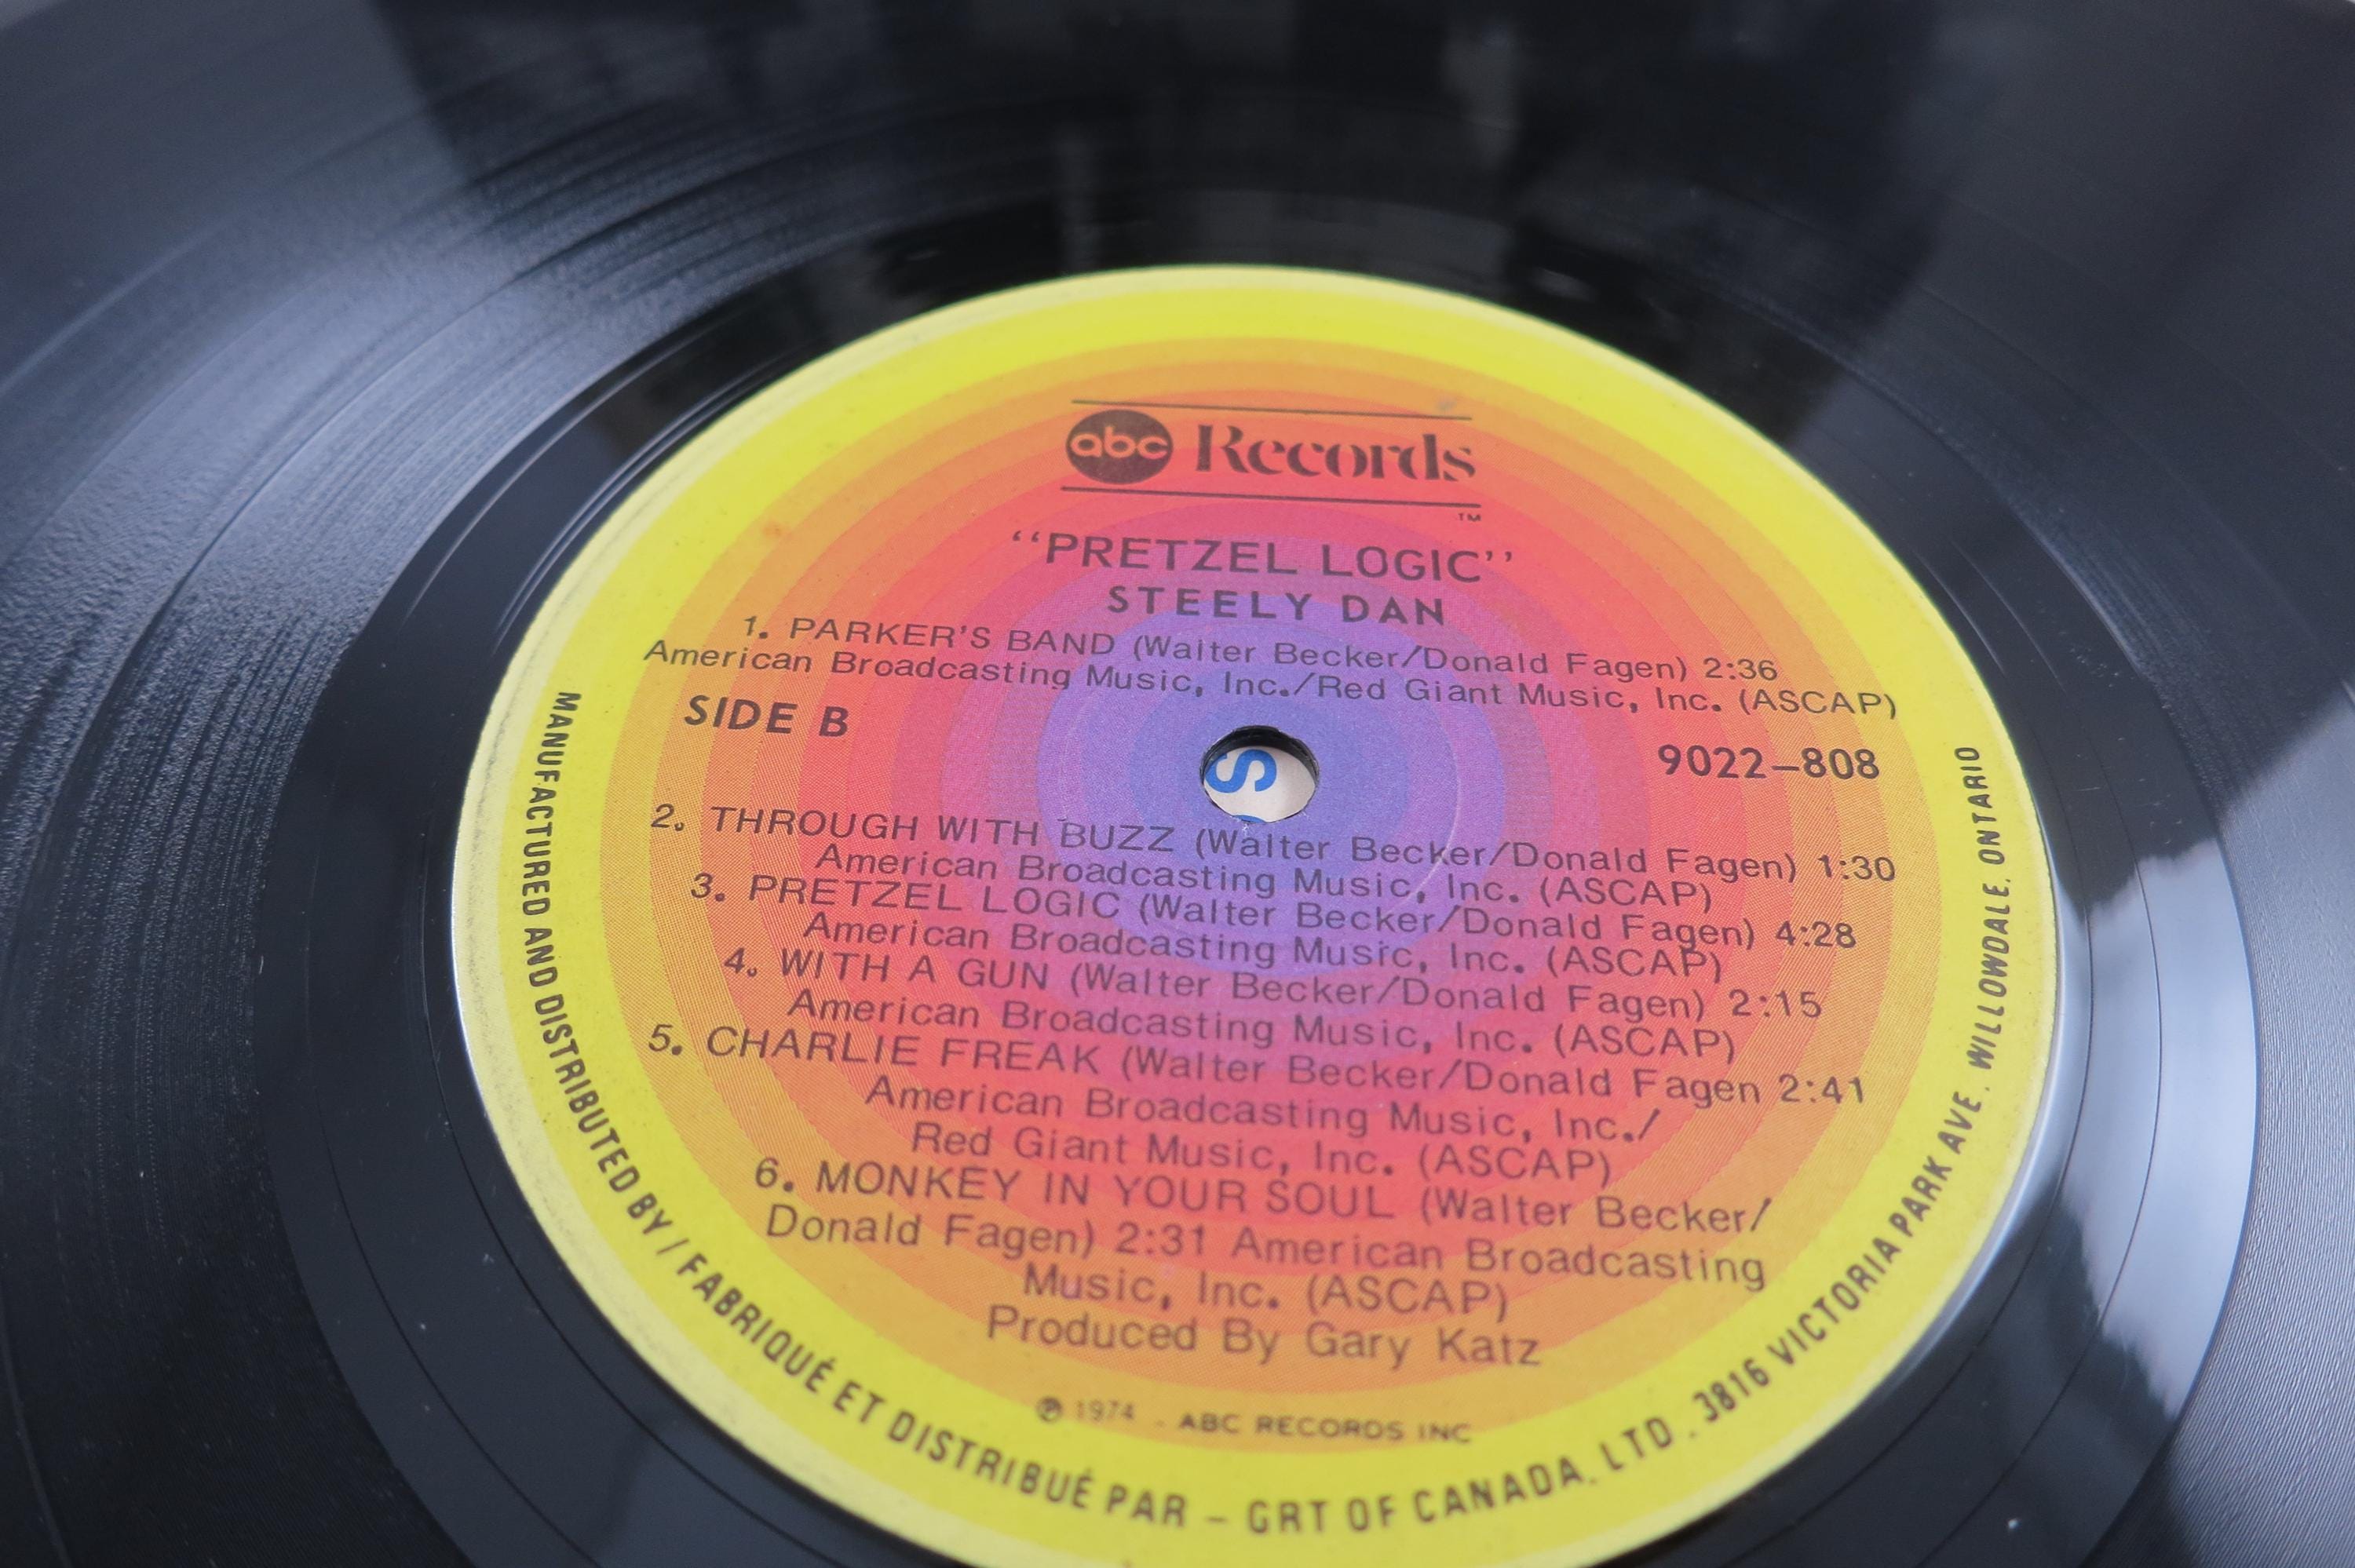 abc Records
TM
“PRETZEL LOGIC”
STEELY DAN
1. PARKER'S BAND (Walter Becker/Donald Fagen) 2:36
American Broadcasting Music, Inc./Red Giant Music, Inc. (ASCAP)
SIDE B
9022-808
S
2. THROUGH WITH BUZZ (Walter Becker/Donald Fagen) 1:30
American Broadcasting Music, Inc. (ASCAP)
3. PRETZEL LOGIC (Walter Becker/Donald Fagen) 4:28
American Broadcasting Music, Inc. (ASCAP)
4. WITH A GUN (Walter Becker/Donald Fagen) 2:15
American Broadcasting Music, Inc. (ASCAP)
5. CHARLIE FREAK (Walter Becker/Donald Fagen 2:41
American Broadcasting Music, Inc./
Red Giant Music, Inc. (ASCAP)
6. MONKEY IN YOUR SOUL (Walter Becker/
Donald Fagen) 2:31 American Broadcasting
Music, Inc. (ASCAP)
Produced By Gary Katz
℗ 1974 . ABC RECORDS INC
MANUFACTURED AND DISTRIBUTED BY / FABRIQUÉ ET DISTRIBUÉ PAR – GRT OF CANADA. LTD . 3816 VICTORIA PARK AVE . WILLOWDALE. ONTARIO